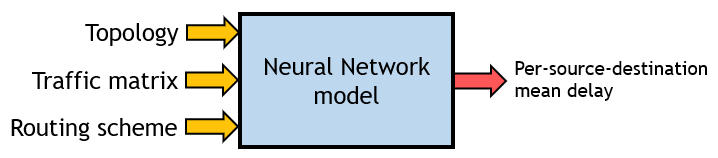 Topology
Traffic matrix
Routing scheme
Neural Network
model
Per-source-destination
mean delay